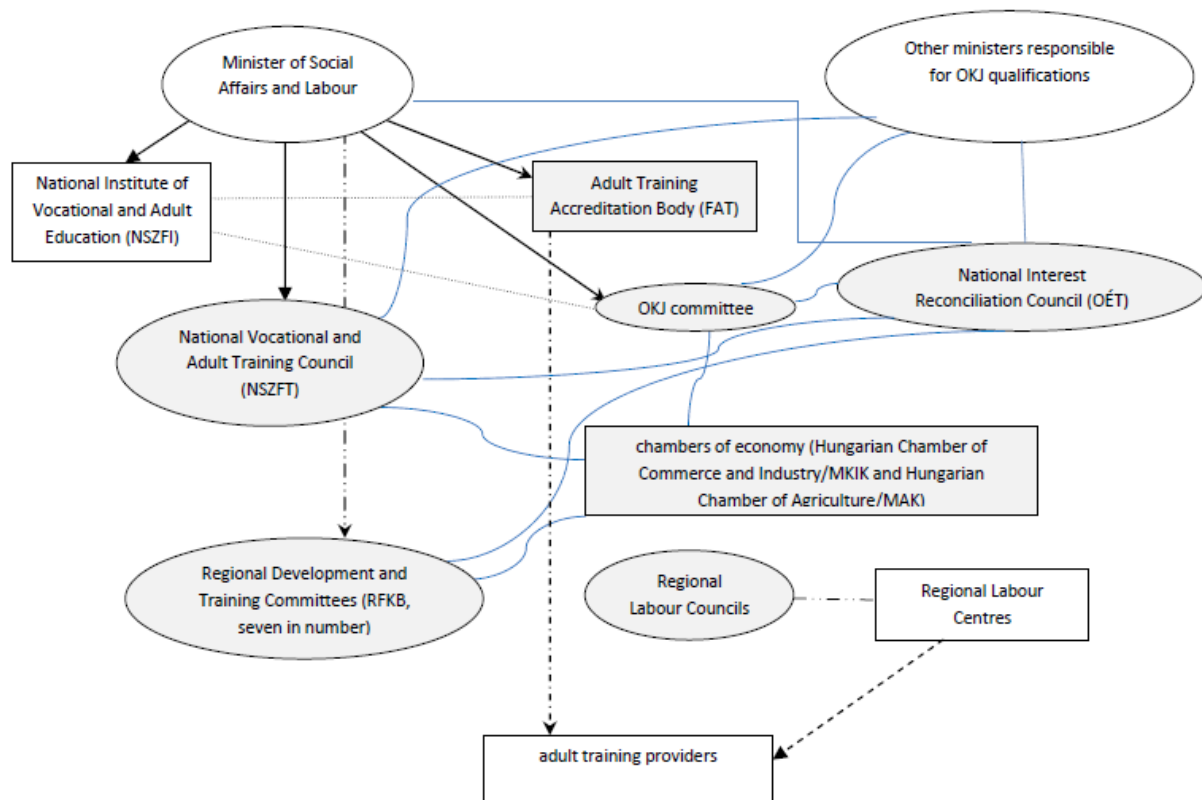 Minister of Social
Affairs and Labour
Other ministers responsible
for OKJ qualifications
National Institute of
Vocational and Adult
Education (NSZFI)
Adult Training
Accreditation Body (FAT)
National Interest
Reconciliation Council (OÉT)
OKJ committee
National Vocational and
Adult Training Council
(NSZFT)
chambers of economy (Hungarian Chamber of
Commerce and Industry/MKIK and Hungarian
Chamber of Agriculture/MAK)
Regional Development and
Training Committees (RFKB,
seven in number)
Regional
Labour Councils
Regional Labour
Centres
adult training providers